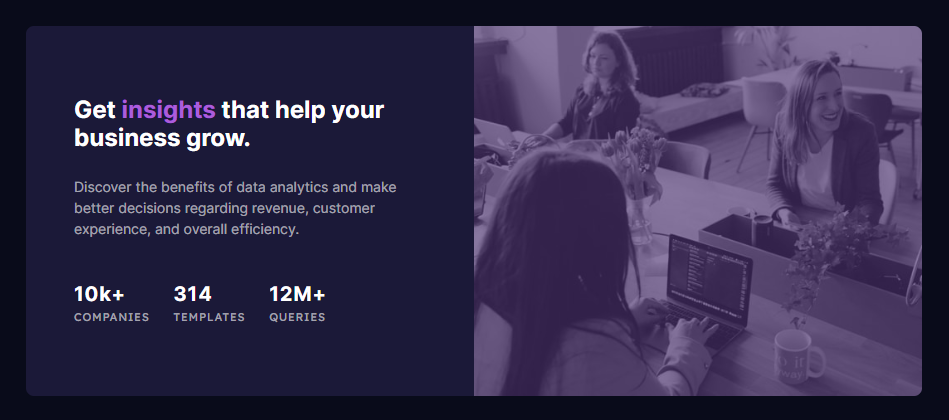 Get insights that help your
business grow.
Discover the benefits of data analytics and make
better decisions regarding revenue, customer
experience, and overall efficiency.
10k+ 314 12M+
COMPANIES TEMPLATES QUERIES